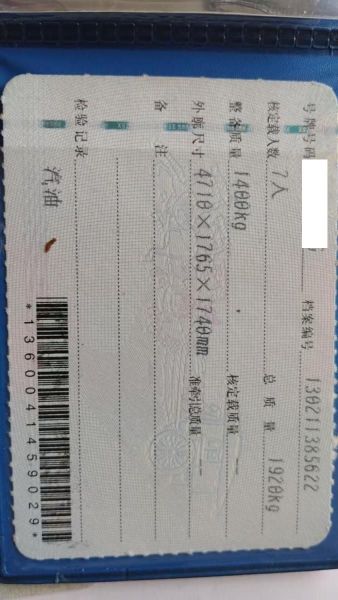 号牌号码 档案编号 130211385622
核定载人数 7人 总质量 1920kg
整备质量 1400kg 核定载质量 --
外廓尺寸 4710×1765×1740mm 准牵引总质量 --
备注
检验记录
汽油
*1360041459029*